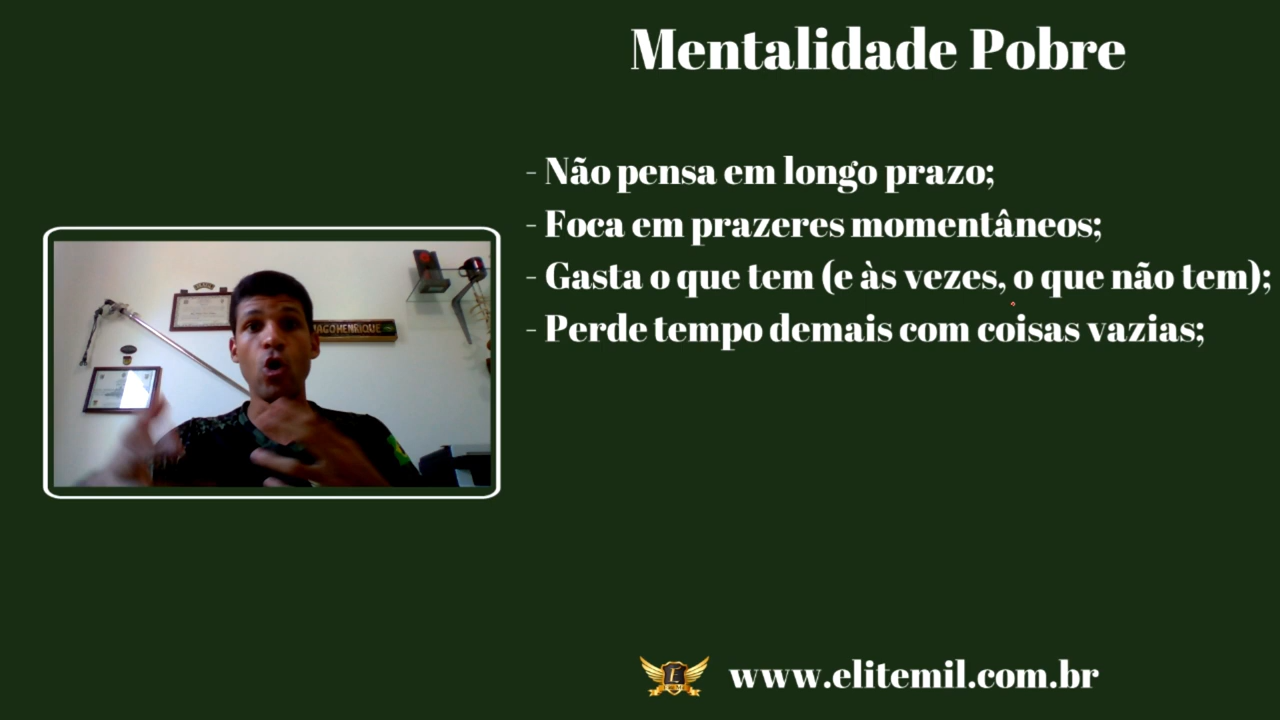 Mentalidade Pobre
- Não pensa em longo prazo;
- Foca em prazeres momentâneos;
- Gasta o que tem (e às vezes, o que não tem);
- Perde tempo demais com coisas vazias;
HENRIQUE
www.elitemil.com.br